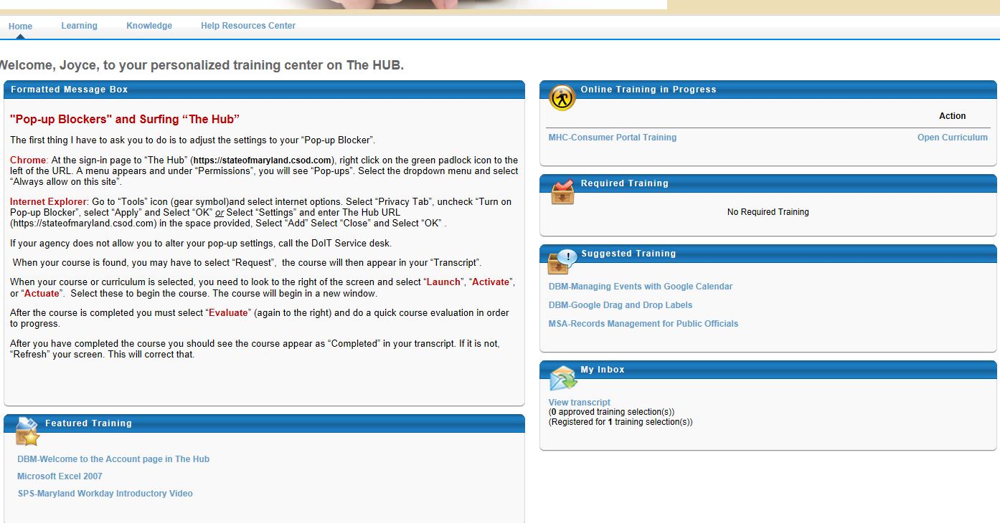 Home Learning Knowledge Help Resources Center
Welcome, Joyce, to your personalized training center on The HUB.
Formatted Message Box
"Pop-up Blockers" and Surfing “The Hub”
The first thing I have to ask you to do is to adjust the settings to your “Pop-up Blocker”.
Chrome: At the sign-in page to “The Hub” (https://stateofmaryland.csod.com), right click on the green padlock icon to the
left of the URL. A menu appears and under “Permissions”, you will see “Pop-ups”. Select the dropdown menu and select
“Always allow on this site”.
Internet Explorer: Go to “Tools” icon (gear symbol)and select internet options. Select “Privacy Tab”, uncheck “Turn on
Pop-up Blocker”, select “Apply” and Select “OK” or Select “Settings” and enter The Hub URL
(https://stateofmaryland.csod.com) in the space provided, Select “Add” Select “Close” and Select “OK” .
If your agency does not allow you to alter your pop-up settings, call the DoIT Service desk.
When your course is found, you may have to select “Request”, the course will then appear in your “Transcript”.
When your course or curriculum is selected, you need to look to the right of the screen and select “Launch”, “Activate”,
or “Actuate”. Select these to begin the course. The course will begin in a new window.
After the course is completed you must select “Evaluate” (again to the right) and do a quick course evaluation in order
to progress.
After you have completed the course you should see the course appear as “Completed” in your transcript. If it is not,
“Refresh” your screen. This will correct that.
Featured Training
DBM-Welcome to the Account page in The Hub
Microsoft Excel 2007
SPS-Maryland Workday Introductory Video
Online Training in Progress
Action
MHC-Consumer Portal Training Open Curriculum
Required Training
No Required Training
Suggested Training
DBM-Managing Events with Google Calendar
DBM-Google Drag and Drop Labels
MSA-Records Management for Public Officials
My Inbox
View transcript
(0 approved training selection(s))
(Registered for 1 training selection(s))